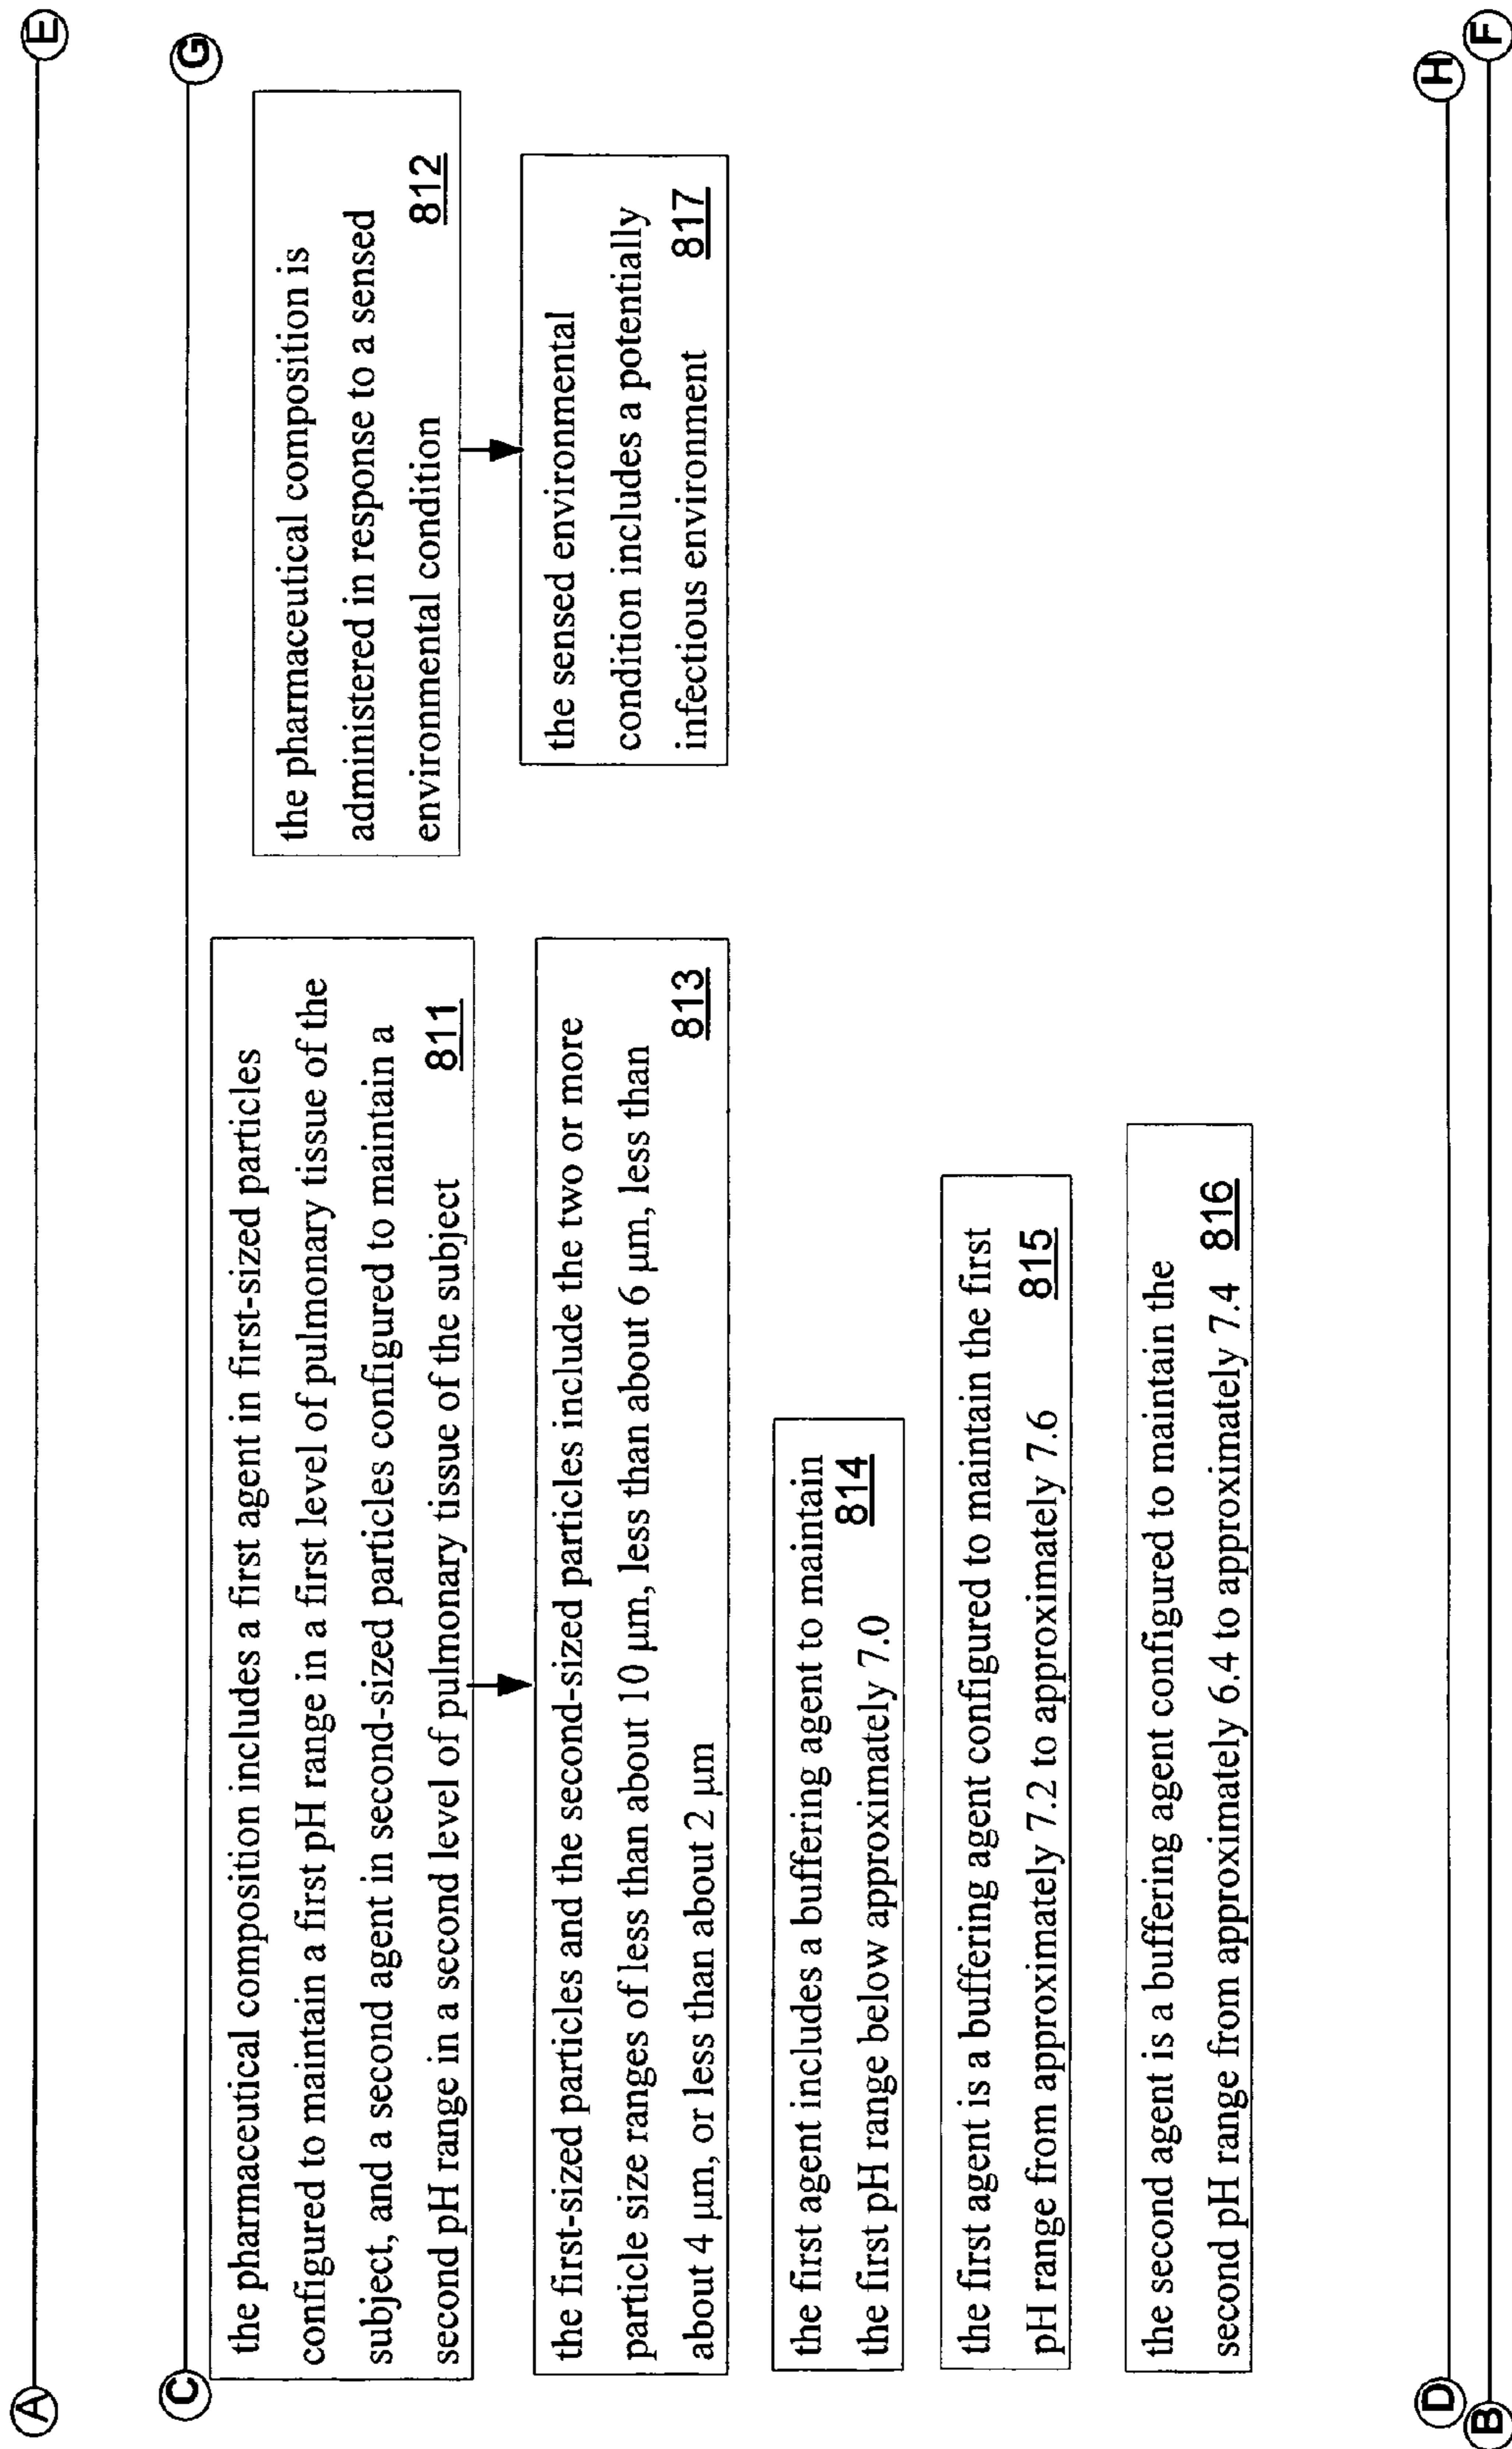 A
E
C
G
the pharmaceutical composition includes a first agent in first-sized particles
configured to maintain a first pH range in a first level of pulmonary tissue of the
subject, and a second agent in second-sized particles configured to maintain a
second pH range in a second level of pulmonary tissue of the subject 811
the pharmaceutical composition is
administered in response to a sensed
environmental condition 812
the first-sized particles and the second-sized particles include the two or more
particle size ranges of less than about 10 μm, less than about 6 μm, less than
about 4 μm, or less than about 2 μm 813
the sensed environmental
condition includes a potentially
infectious environment 817
the first agent includes a buffering agent to maintain
the first pH range below approximately 7.0 814
the first agent is a buffering agent configured to maintain the first
pH range from approximately 7.2 to approximately 7.6 815
the second agent is a buffering agent configured to maintain the
second pH range from approximately 6.4 to approximately 7.4 816
D
H
B
F